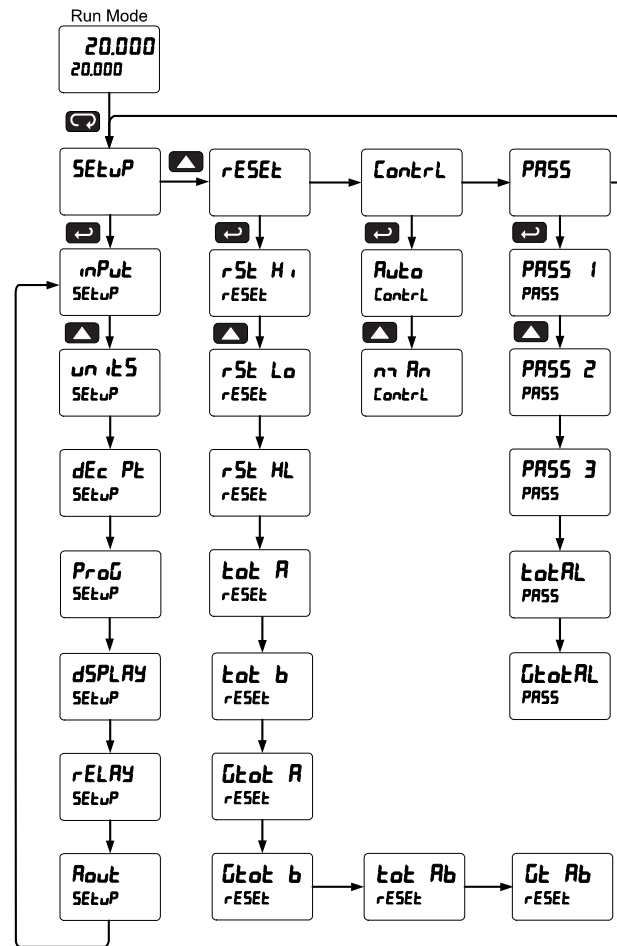 Run Mode
20.000
20.000
SEtuP
rESEt
ContrL
PASS
inPut
SEtuP
rSt Hi
rESEt
Auto
ContrL
PASS 1
PASS
unitS
SEtuP
rSt Lo
rESEt
mAn
ContrL
PASS 2
PASS
dEc Pt
SEtuP
rSt HL
rESEt
PASS 3
PASS
ProG
SEtuP
tot A
rESEt
totAL
PASS
dSPLAY
SEtuP
tot b
rESEt
GtotAL
PASS
rELAY
SEtuP
Gtot A
rESEt
Aout
SEtuP
Gtot b
rESEt
tot Ab
rESEt
Gt Ab
rESEt